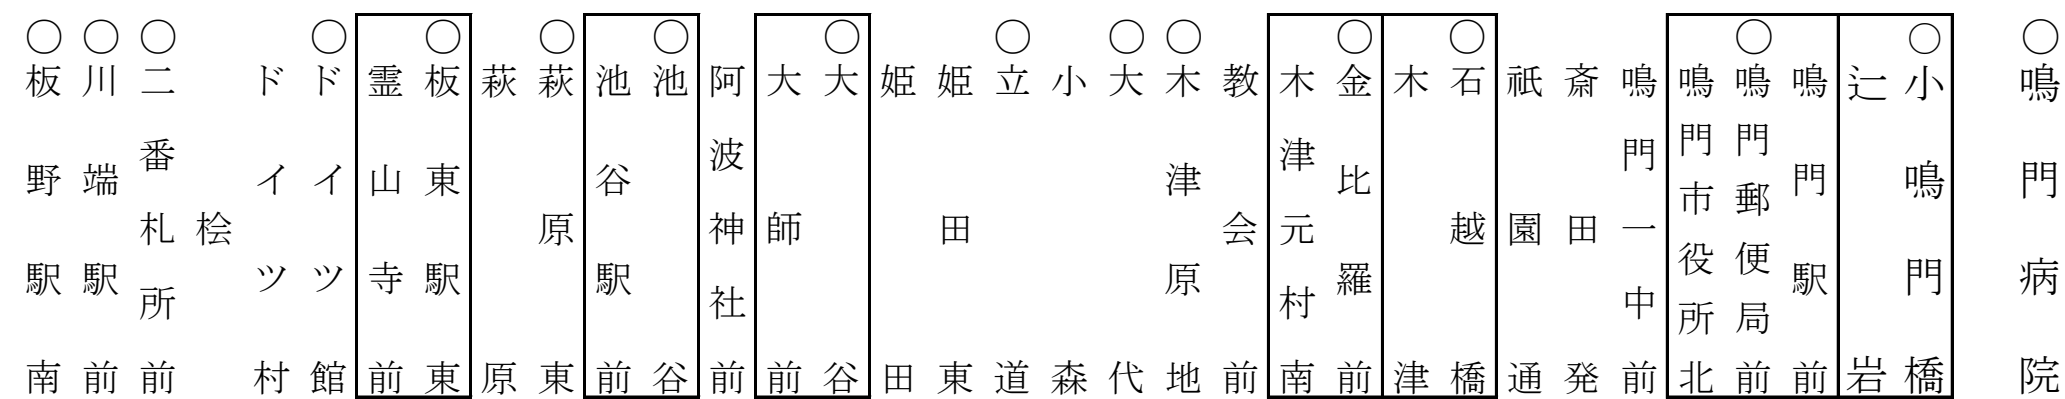 ○板野駅南
○川端駅前
○二番札所前
桧
ドイツ村
○ドイツ館
霊山寺前
○板東駅東
萩原
○萩原東
池谷駅前
○池谷
阿波神社前
大師前
○大谷
姫田
姫田東
○立道
小森
○大代
○木津原地
教会前
木津元村南
○金比羅前
木津
○石越橋
祇園通
斎田発
鳴門一中前
鳴門市役所北
○鳴門郵便局前
鳴門駅前
辷岩
○小鳴門橋
○鳴門病院